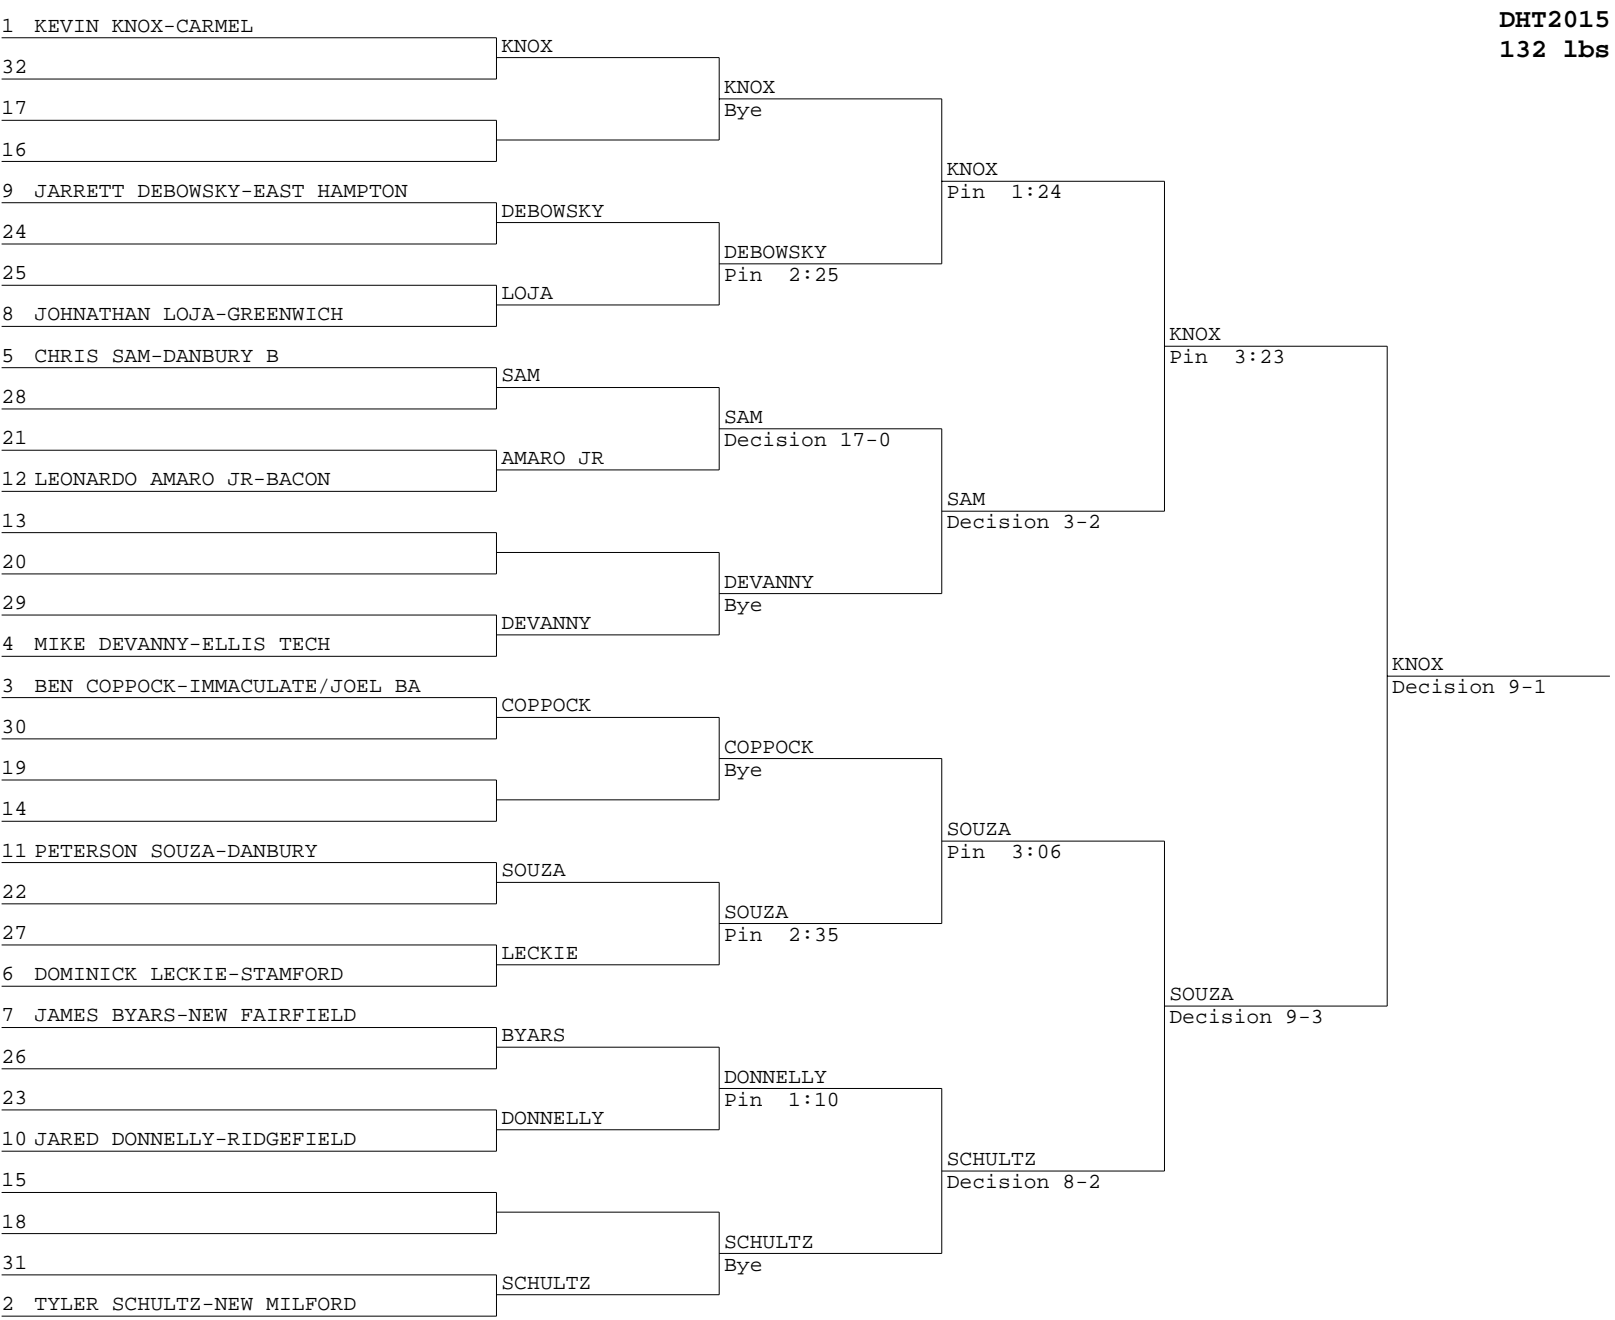 DHT2015
132 lbs
1 KEVIN KNOX-CARMEL
32
17
16
9 JARRETT DEBOWSKY-EAST HAMPTON
24
25
8 JOHNATHAN LOJA-GREENWICH
5 CHRIS SAM-DANBURY B
28
21
12 LEONARDO AMARO JR-BACON
13
20
29
4 MIKE DEVANNY-ELLIS TECH
3 BEN COPPOCK-IMMACULATE/JOEL BA
30
19
14
11 PETERSON SOUZA-DANBURY
22
27
6 DOMINICK LECKIE-STAMFORD
7 JAMES BYARS-NEW FAIRFIELD
26
23
10 JARED DONNELLY-RIDGEFIELD
15
18
31
2 TYLER SCHULTZ-NEW MILFORD
KNOX
DEBOWSKY
LOJA
SAM
AMARO JR
DEVANNY
COPPOCK
SOUZA
LECKIE
BYARS
DONNELLY
SCHULTZ
KNOX
Bye
DEBOWSKY
Pin 2:25
SAM
Decision 17-0
DEVANNY
Bye
COPPOCK
Bye
SOUZA
Pin 2:35
DONNELLY
Pin 1:10
SCHULTZ
Bye
KNOX
Pin 1:24
SAM
Decision 3-2
SOUZA
Pin 3:06
SCHULTZ
Decision 8-2
KNOX
Pin 3:23
SOUZA
Decision 9-3
KNOX
Decision 9-1